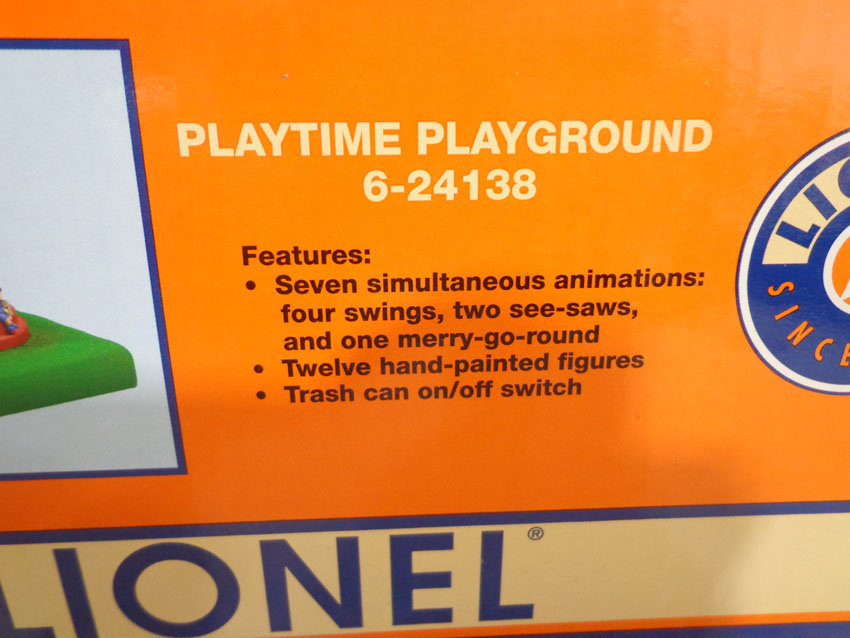 PLAYTIME PLAYGROUND
6-24138
Features:
• Seven simultaneous animations:
four swings, two see-saws,
and one merry-go-round
• Twelve hand-painted figures
• Trash can on/off switch
SINCE
LIONEL®